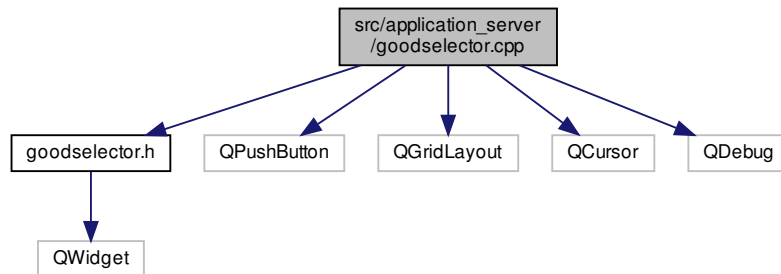 src/application_server
/goodselector.cpp
goodselector.h
QPushButton
QGridLayout
QCursor
QDebug
QWidget